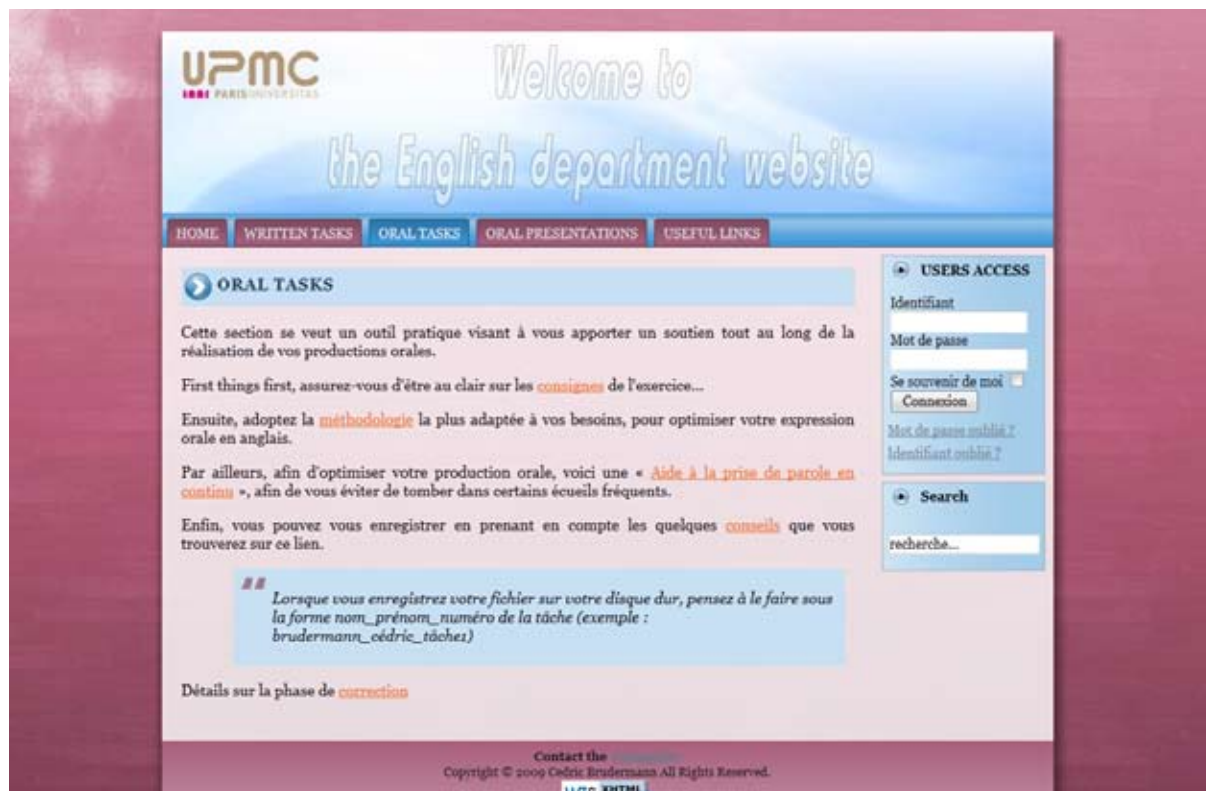 UPMC
PARISUNIVERSITAS
Welcome to
the English department website
HOME
WRITTEN TASKS
ORAL TASKS
ORAL PRESENTATIONS
USEFUL LINKS
ORAL TASKS
Cette section se veut un outil pratique visant à vous apporter un soutien tout au long de la
réalisation de vos productions orales.
First things first, assurez-vous d'être au clair sur les consignes de l'exercice...
Ensuite, adoptez la méthodologie la plus adaptée à vos besoins, pour optimiser votre expression
orale en anglais.
Par ailleurs, afin d'optimiser votre production orale, voici une « Aide à la prise de parole en
continu », afin de vous éviter de tomber dans certains écueils fréquents.
Enfin, vous pouvez vous enregistrer en prenant en compte les quelques conseils que vous
trouverez sur ce lien.
Lorsque vous enregistrez votre fichier sur votre disque dur, pensez à le faire sous
la forme nom_prénom_numéro de la tâche (exemple :
brudermann_cédric_tâche1)
Détails sur la phase de correction
USERS ACCESS
Identifiant
Mot de passe
Se souvenir de moi
Connexion
Mot de passe oublié ?
Identifiant oublié ?
Search
recherche...
Contact the
Copyright © 2009 Cedric Brudermann All Rights Reserved.
XHTML